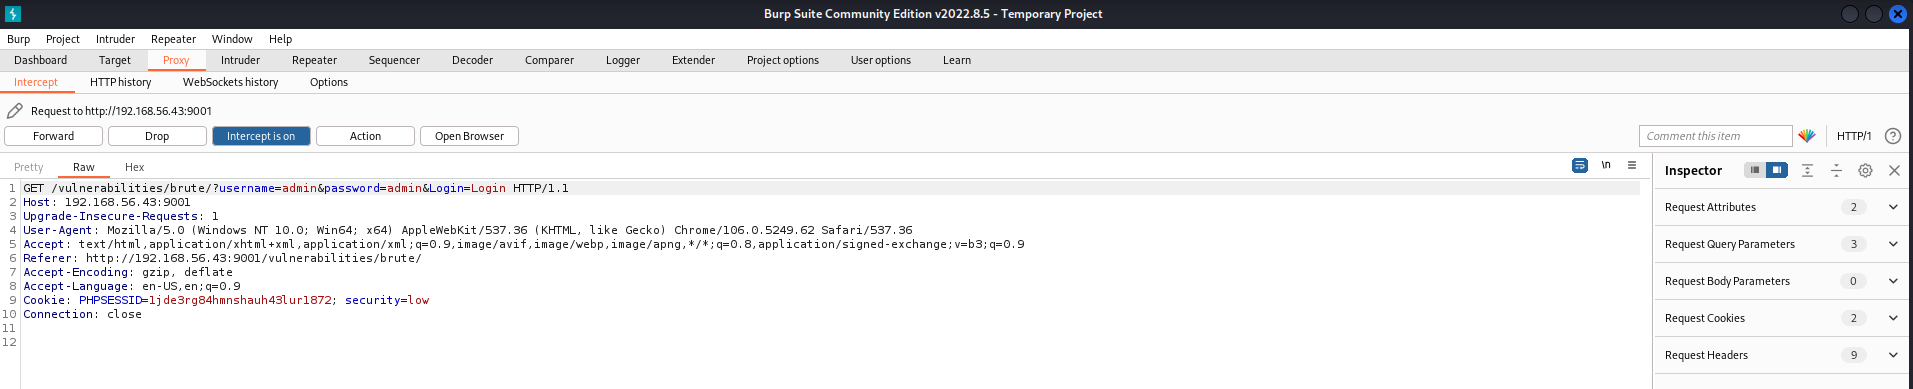 Burp Suite Community Edition v2022.8.5 - Temporary Project
Burp Project Intruder Repeater Window Help
Dashboard Target Proxy Intruder Repeater Sequencer Decoder Comparer Logger Extender Project options User options Learn
Intercept HTTP history WebSockets history Options
Request to http://192.168.56.43:9001
Forward Drop Intercept is on Action Open Browser Comment this item HTTP/1 ?
Pretty Raw Hex \n
Inspector
1 GET /vulnerabilities/brute/?username=admin&password=admin&Login=Login HTTP/1.1
2 Host: 192.168.56.43:9001
3 Upgrade-Insecure-Requests: 1
4 User-Agent: Mozilla/5.0 (Windows NT 10.0; Win64; x64) AppleWebKit/537.36 (KHTML, like Gecko) Chrome/106.0.5249.62 Safari/537.36
5 Accept: text/html,application/xhtml+xml,application/xml;q=0.9,image/avif,image/webp,image/apng,*/*;q=0.8,application/signed-exchange;v=b3;q=0.9
6 Referer: http://192.168.56.43:9001/vulnerabilities/brute/
7 Accept-Encoding: gzip, deflate
8 Accept-Language: en-US,en;q=0.9
9 Cookie: PHPSESSID=1jde3rg84hmnshauh43lur1872; security=low
10 Connection: close
11
12
Request Attributes 2
Request Query Parameters 3
Request Body Parameters 0
Request Cookies 2
Request Headers 9